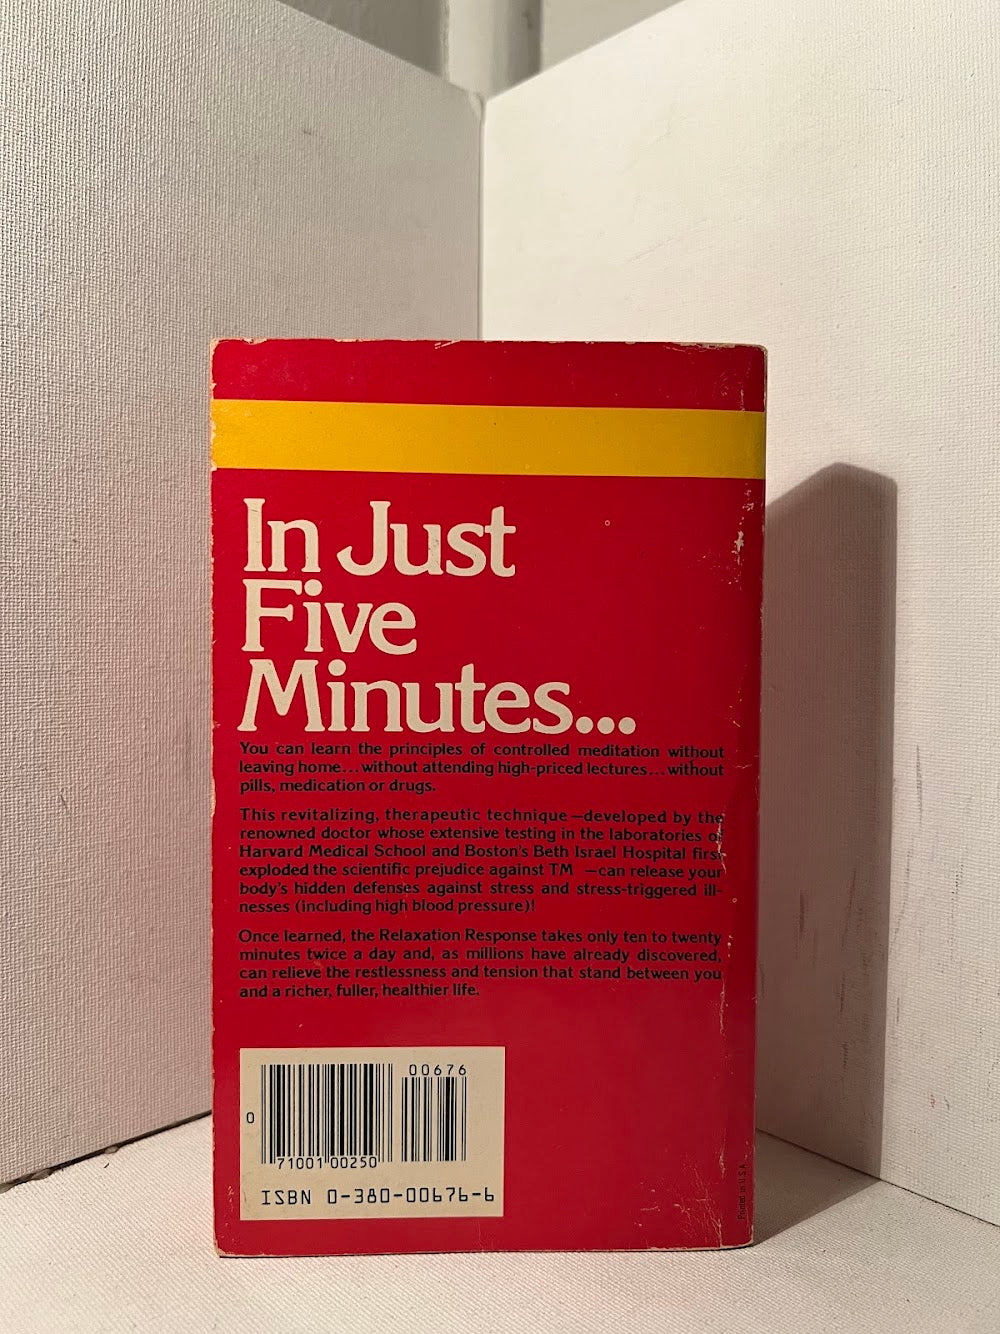 In Just
Five
Minutes...
You can learn the principles of controlled meditation without
leaving home...without attending high-priced lectures...without
pills, medication or drugs.
This revitalizing, therapeutic technique—developed by the
renowned doctor whose extensive testing in the laboratories of
Harvard Medical School and Boston's Beth Israel Hospital first
exploded the scientific prejudice against TM —can release your
body's hidden defenses against stress and stress-triggered ill-
nesses (including high blood pressure)!
Once learned, the Relaxation Response takes only ten to twenty
minutes twice a day and, as millions have already discovered,
can relieve the restlessness and tension that stand between you
and a richer, fuller, healthier life.
00676
0
71001 00250
ISBN 0-380-00676-6
Printed in U.S.A.